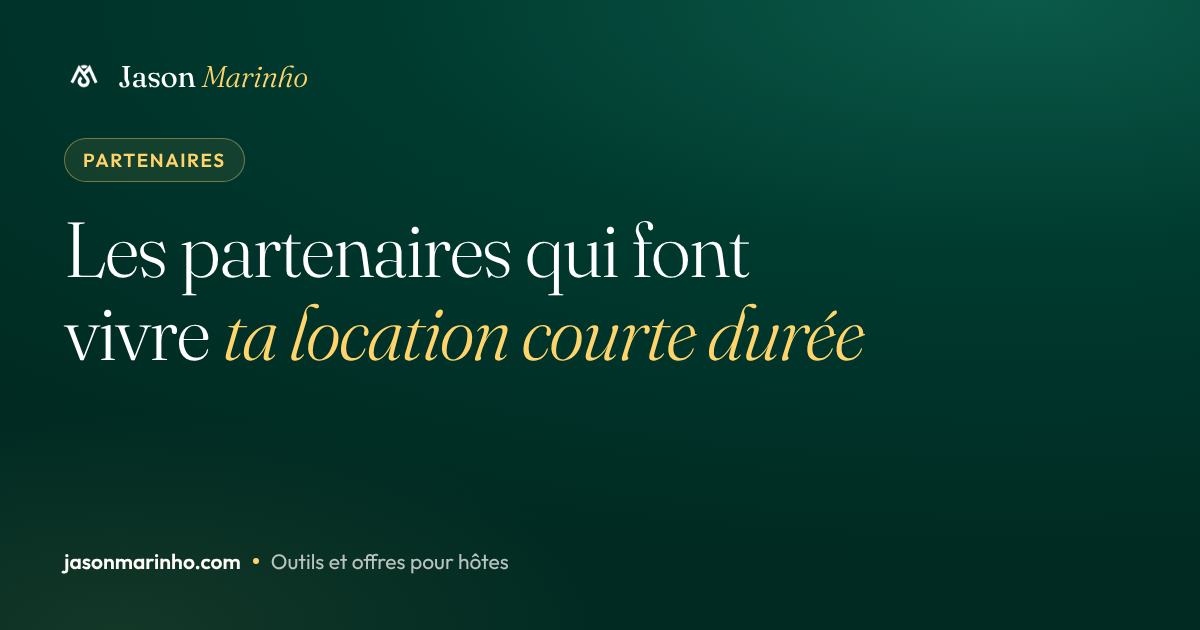 Jason Marinho
PARTENAIRES
Les partenaires qui font
vivre ta location courte durée
jasonmarinho.com • Outils et offres pour hôtes